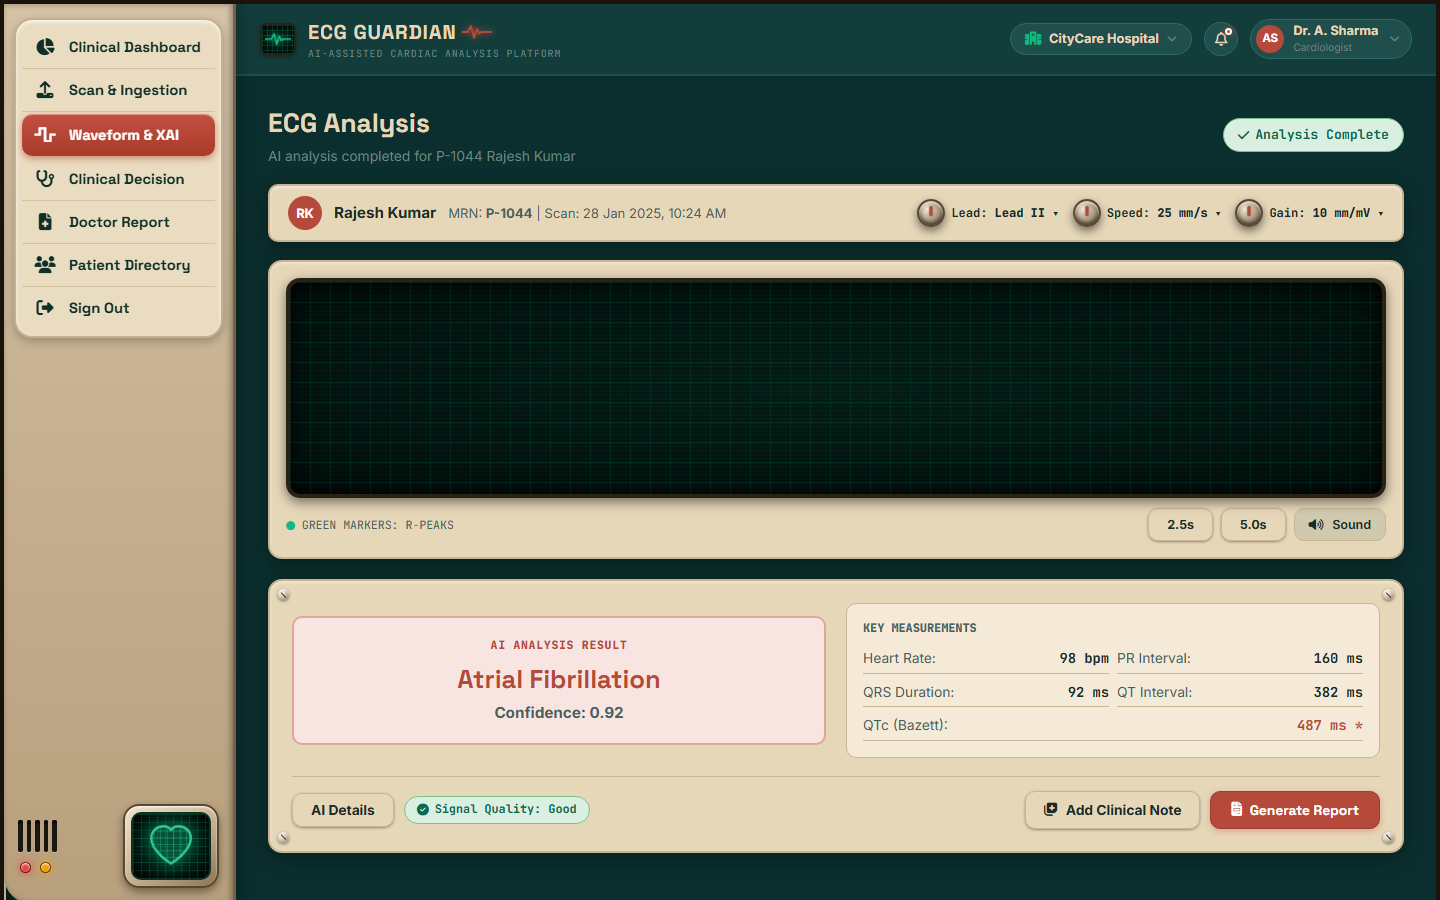 Clinical Dashboard
Scan & Ingestion
Waveform & XAI
Clinical Decision
Doctor Report
Patient Directory
Sign Out
ECG GUARDIAN
AI-ASSISTED CARDIAC ANALYSIS PLATFORM
CityCare Hospital
AS
Dr. A. Sharma
Cardiologist
ECG Analysis
AI analysis completed for P-1044 Rajesh Kumar
Analysis Complete
RK Rajesh Kumar MRN: P-1044 | Scan: 28 Jan 2025, 10:24 AM
Lead: Lead II ▾ Speed: 25 mm/s ▾ Gain: 10 mm/mV ▾
GREEN MARKERS: R-PEAKS
2.5s
5.0s
Sound
AI ANALYSIS RESULT
Atrial Fibrillation
Confidence: 0.92
KEY MEASUREMENTS
Heart Rate: 98 bpm PR Interval: 160 ms
QRS Duration: 92 ms QT Interval: 382 ms
QTc (Bazett): 487 ms *
AI Details
Signal Quality: Good
Add Clinical Note
Generate Report